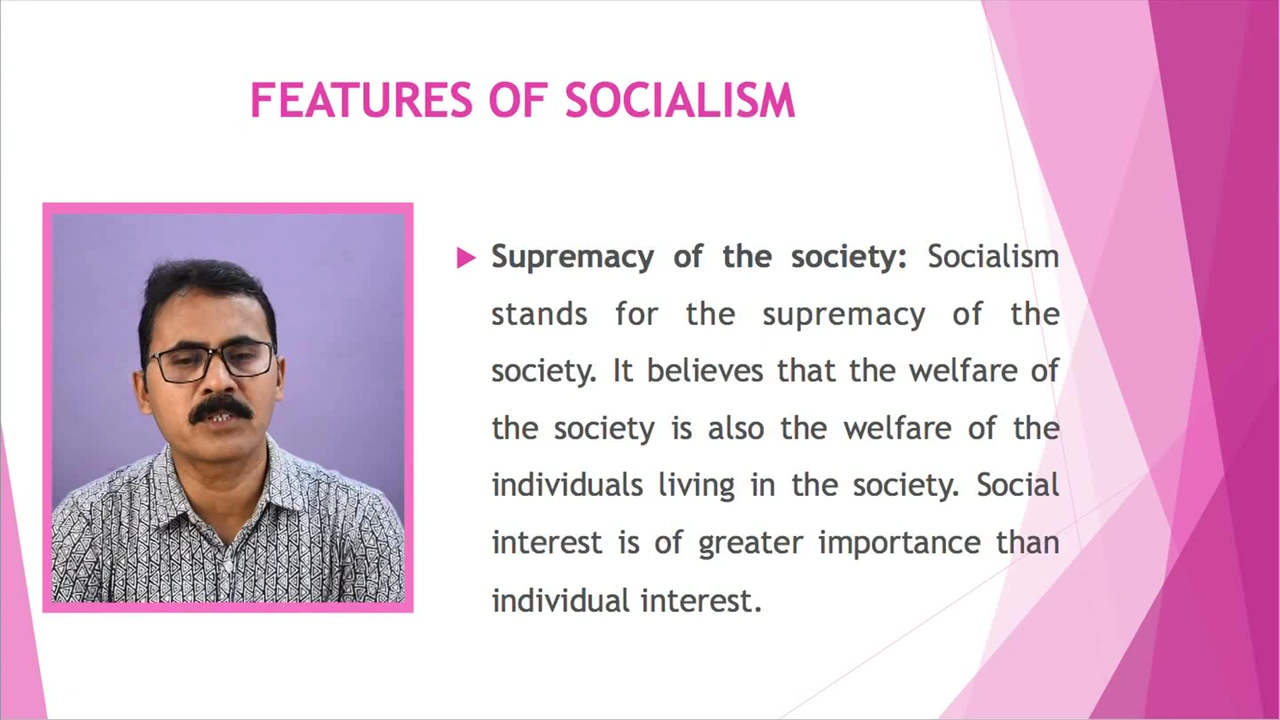 FEATURES OF SOCIALISM
Supremacy of the society: Socialism
stands for the supremacy of the
society. It believes that the welfare of
the society is also the welfare of the
individuals living in the society. Social
interest is of greater importance than
individual interest.